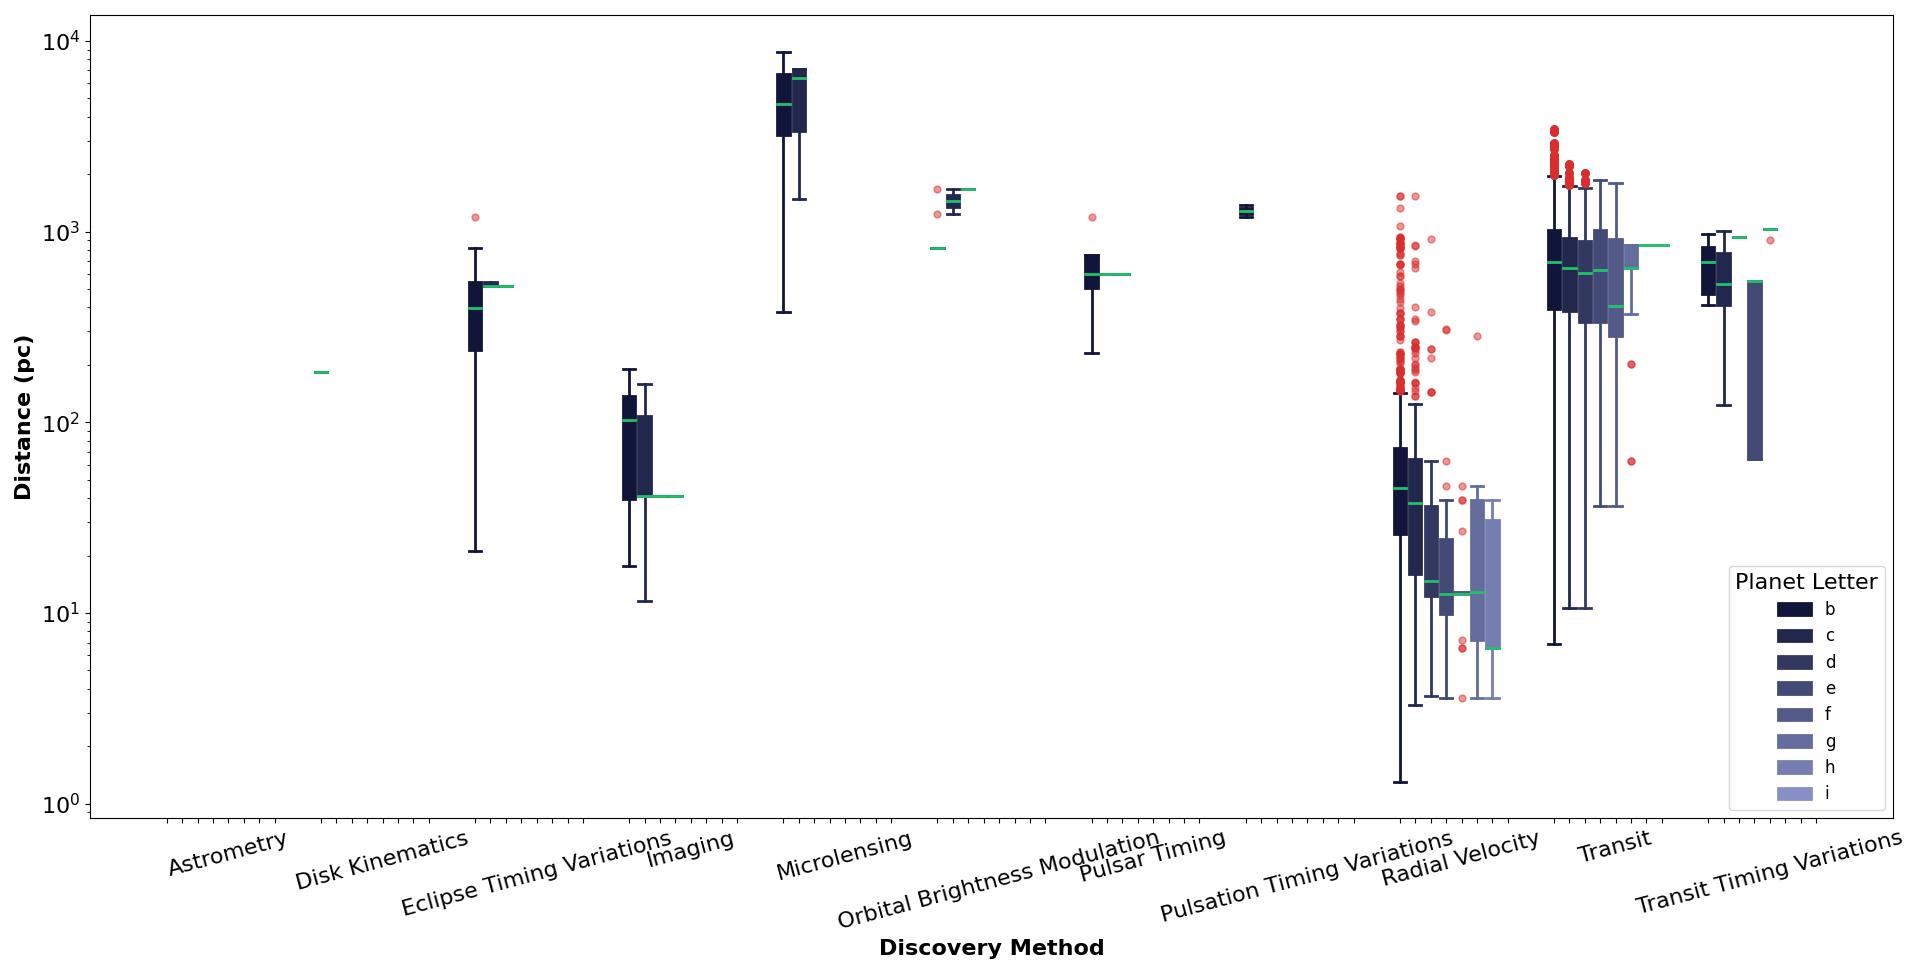 10⁴
10³
10²
10¹
10⁰
Distance (pc)
Planet Letter
b
c
d
e
f
g
h
i
Astrometry
Disk Kinematics
Eclipse Timing Variations
Imaging
Microlensing
Orbital Brightness Modulation
Pulsar Timing
Pulsation Timing Variations
Radial Velocity
Transit
Transit Timing Variations
Discovery Method